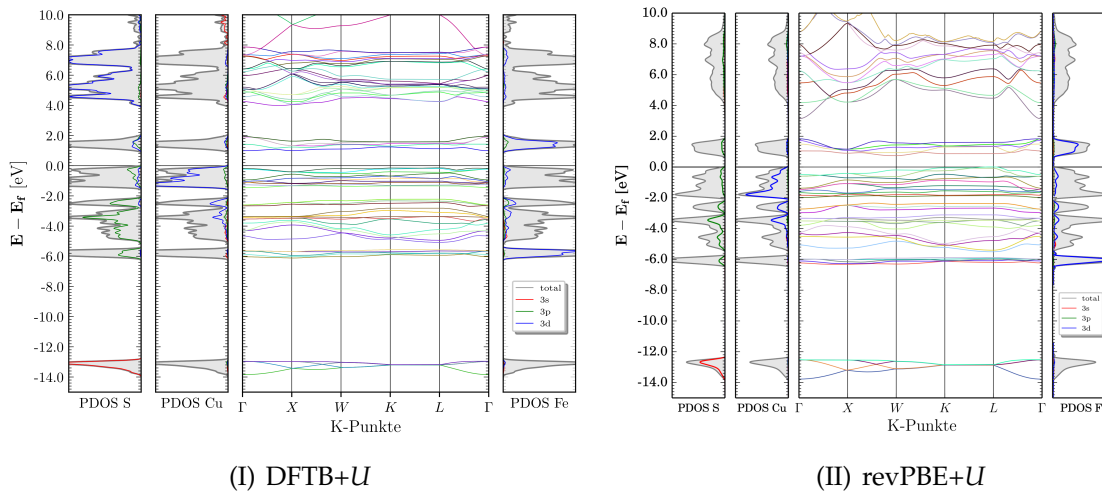 10.0
8.0
6.0
4.0
2.0
0.0
-2.0
-4.0
-6.0
-8.0
-10.0
-12.0
-14.0
E − E_f [eV]
total
3s
3p
3d
PDOS S
PDOS Cu
Γ X W K L Γ
PDOS Fe
K-Punkte
(I) DFTB+U
10.0
8.0
6.0
4.0
2.0
0.0
-2.0
-4.0
-6.0
-8.0
-10.0
-12.0
-14.0
E − E_f [eV]
total
3s
3p
3d
PDOS S
PDOS Cu
Γ X W K L Γ
PDOS F
K-Punkte
(II) revPBE+U